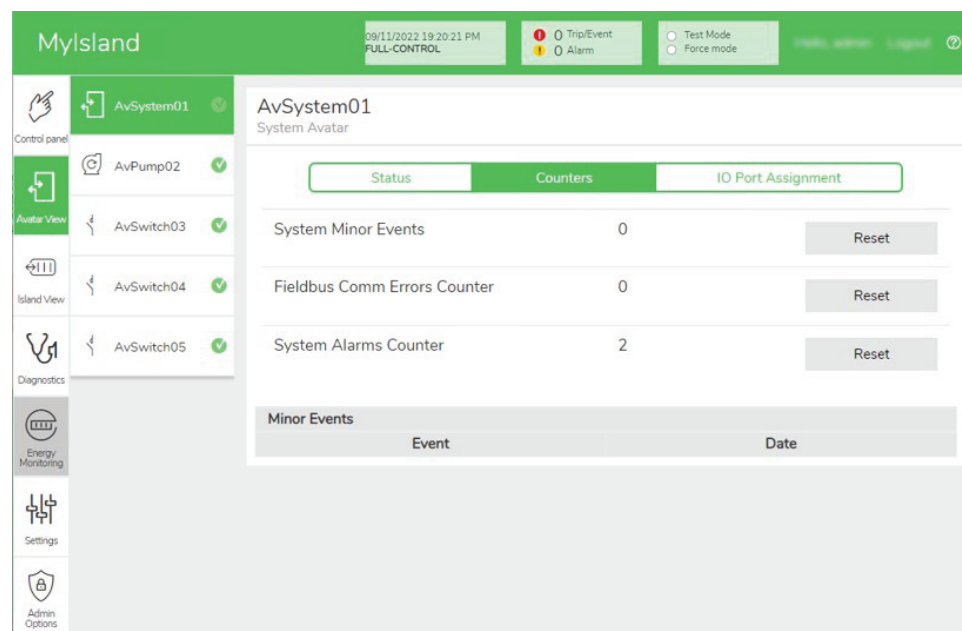 MyIsland
09/11/2022 19:20:21 PM
FULL-CONTROL
0 Trip/Event
0 Alarm
Test Mode
Force mode
Hello, admin Logout
Control panel
Avatar View
Island View
Diagnostics
Energy
Monitoring
Settings
Admin
Options
AvSystem01
AvPump02
AvSwitch03
AvSwitch04
AvSwitch05
AvSystem01
System Avatar
Status Counters IO Port Assignment
System Minor Events 0 Reset
Fieldbus Comm Errors Counter 0 Reset
System Alarms Counter 2 Reset
Minor Events
Event Date